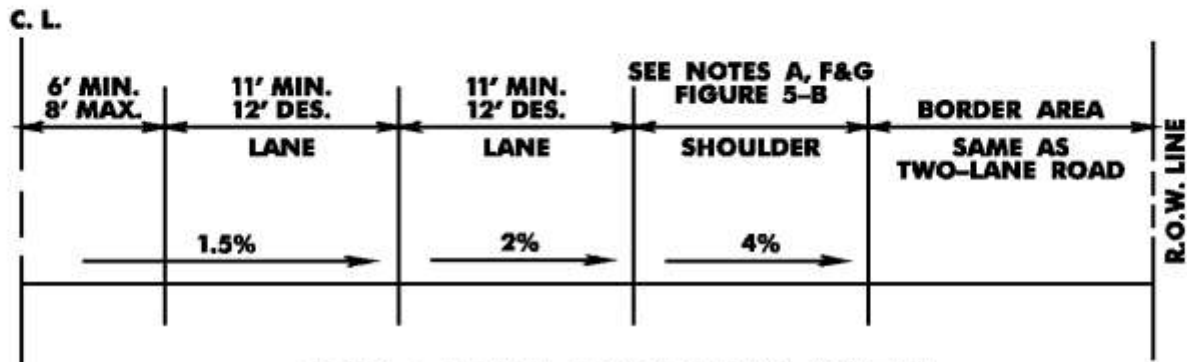 C. L.
6' MIN.
8' MAX.
11' MIN.
12' DES.
LANE
11' MIN.
12' DES.
LANE
SEE NOTES A, F&G
FIGURE 5–B
SHOULDER
BORDER AREA
SAME AS
TWO–LANE ROAD
R.O.W. LINE
1.5%
2%
4%